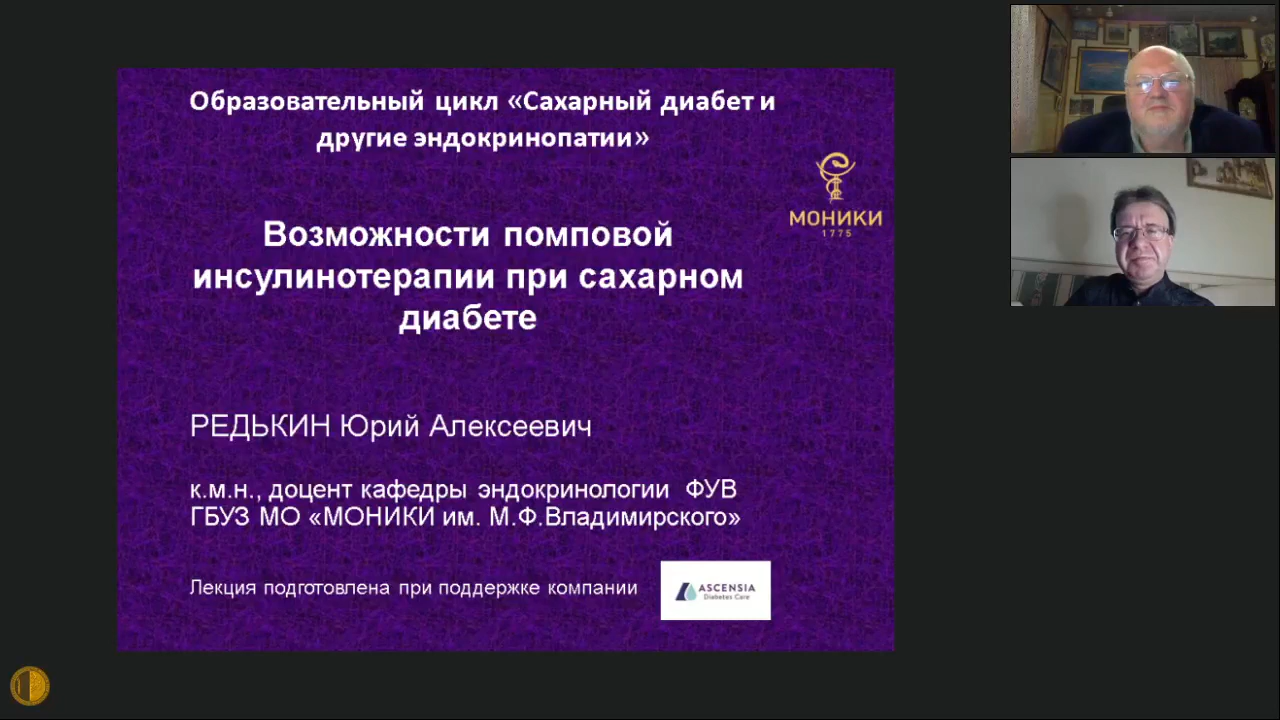 Образовательный цикл «Сахарный диабет и
другие эндокринопатии»
МОНИКИ
1775
Возможности помповой
инсулинотерапии при сахарном
диабете
РЕДЬКИН Юрий Алексеевич
к.м.н., доцент кафедры эндокринологии ФУВ
ГБУЗ МО «МОНИКИ им. М.Ф.Владимирского»
Лекция подготовлена при поддержке компании
ASCENSIA
Diabetes Care